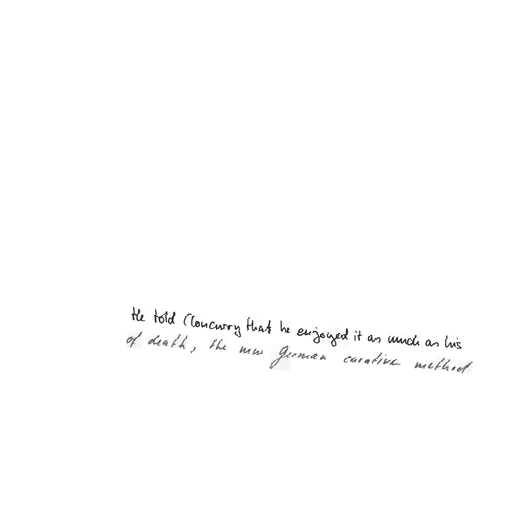 He told Cloncurry that he enjoyed it as much as his
of death, the new German curative method